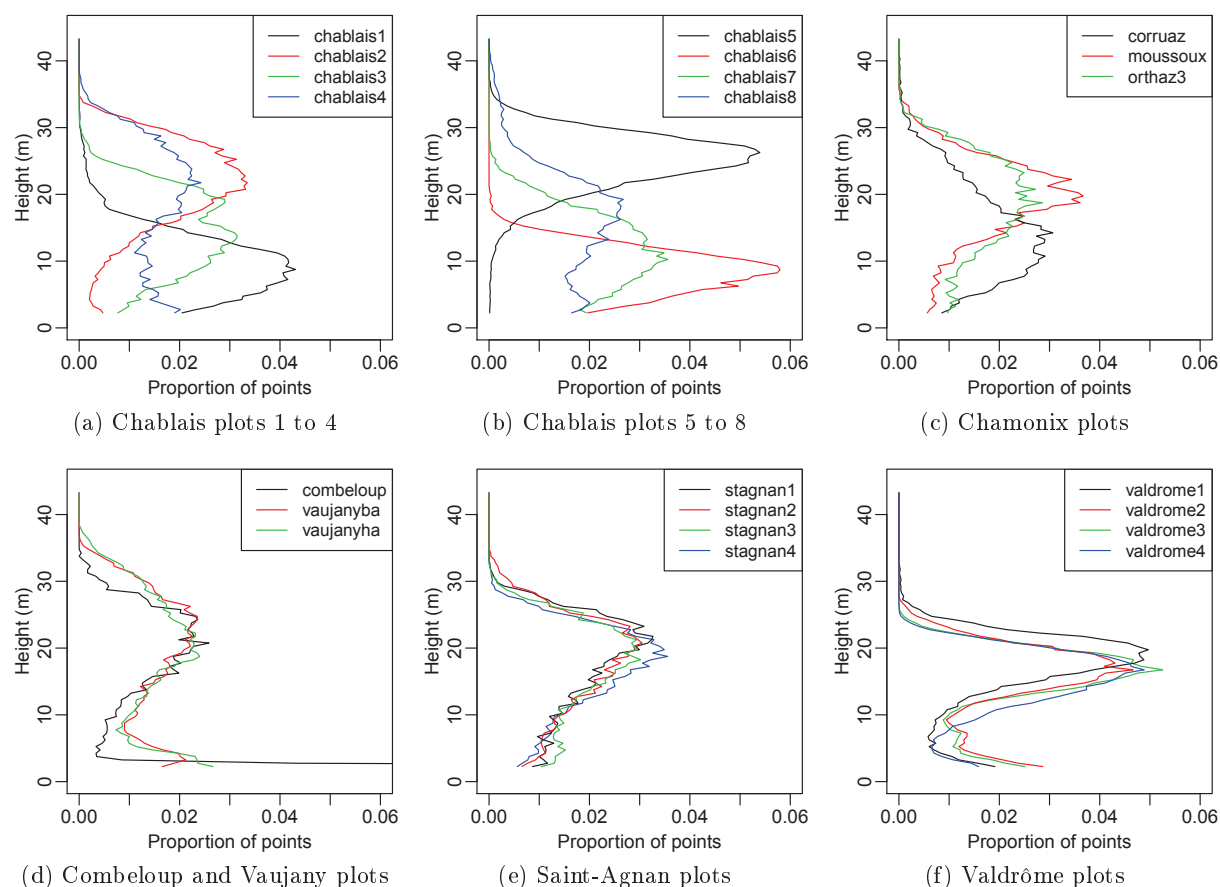 chablais1
chablais2
chablais3
chablais4
Height (m)
40
30
20
10
0
0.00
0.02
0.04
0.06
Proportion of points
(a) Chablais plots 1 to 4
chablais5
chablais6
chablais7
chablais8
Height (m)
40
30
20
10
0
0.00
0.02
0.04
0.06
Proportion of points
(b) Chablais plots 5 to 8
corruaz
moussoux
orthaz3
Height (m)
40
30
20
10
0
0.00
0.02
0.04
0.06
Proportion of points
(c) Chamonix plots
combeloup
vaujanyba
vaujanyha
Height (m)
40
30
20
10
0
0.00
0.02
0.04
0.06
Proportion of points
(d) Combeloup and Vaujany plots
stagnan1
stagnan2
stagnan3
stagnan4
Height (m)
40
30
20
10
0
0.00
0.02
0.04
0.06
Proportion of points
(e) Saint-Agnan plots
valdrome1
valdrome2
valdrome3
valdrome4
Height (m)
40
30
20
10
0
0.00
0.02
0.04
0.06
Proportion of points
(f) Valdrôme plots